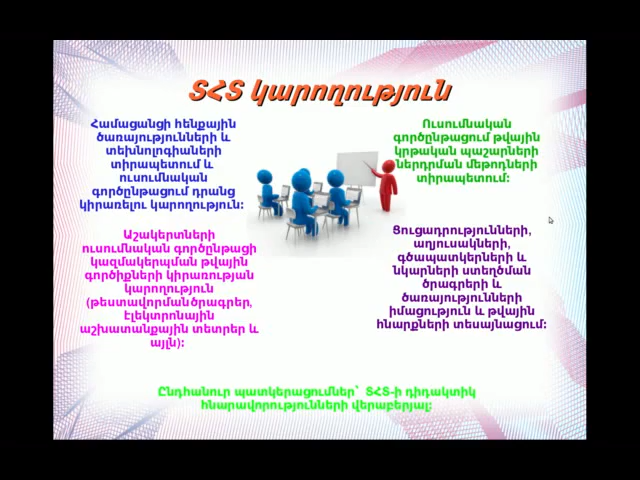 ՏՀՏ կարողություն
Համացանցի հենքային
ծառայությունների և
տեխնոլոգիաների
տիրապետում և
ուսումնական
գործընթացում դրանց
կիրառելու կարողություն:
Ուսումնական
գործընթացում թվային
կրթական պաշարների
ներդրման մեթոդների
տիրապետում:
Աշակերտների
ուսումնական գործընթացի
կազմակերպման թվային
գործիքների կիրառության
կարողություն
(թեստավորման ծրագրեր,
էլեկտրոնային
աշխատանքային տետրեր և
այլն):
Ցուցադրությունների,
աղյուսակների,
գծապատկերների և
նկարների ստեղծման
ծրագրերի և
ծառայությունների
իմացություն և թվային
հնարքների տեսայնացում:
Ընդհանուր պատկերացումներ՝ ՏՀՏ-ի դիդակտիկ
հնարավորությունների վերաբերյալ: